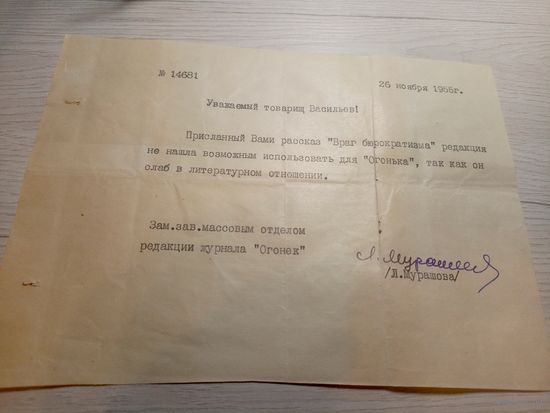 № 14681
26 ноября 1955г.
Уважаемый товарищ Васильев!
Присланный Вами рассказ "Враг бюрократизма" редакция
не нашла возможным использовать для "Огонька", так как он
слаб в литературном отношении.
Зам.зав.массовым отделом
редакции журнала "Огонек"
Л. Мурашова
/Л.Мурашова/